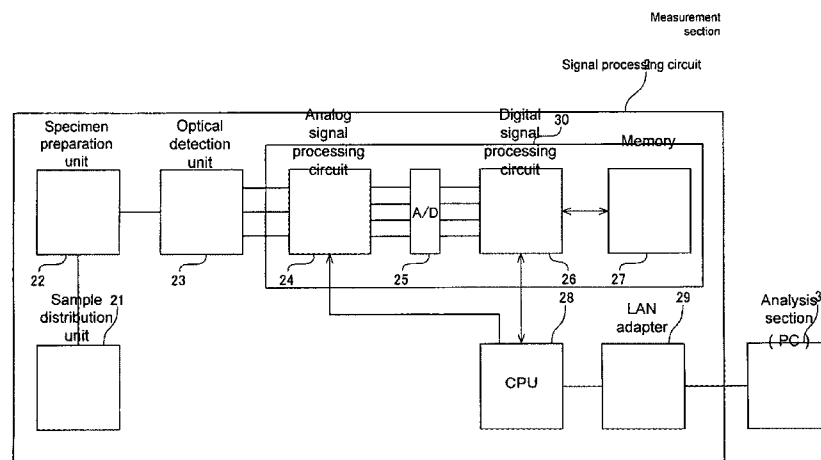 Measurement
section
Signal processing circuit
2
Specimen
preparation
unit
Optical
detection
unit
Analog
signal
processing
circuit
Digital
signal
processing
circuit
30
Memory
A/D
22
23
24
25
26
27
Sample
distribution
unit
21
28
LAN
adapter
29
Analysis
section
( PC )
3
CPU